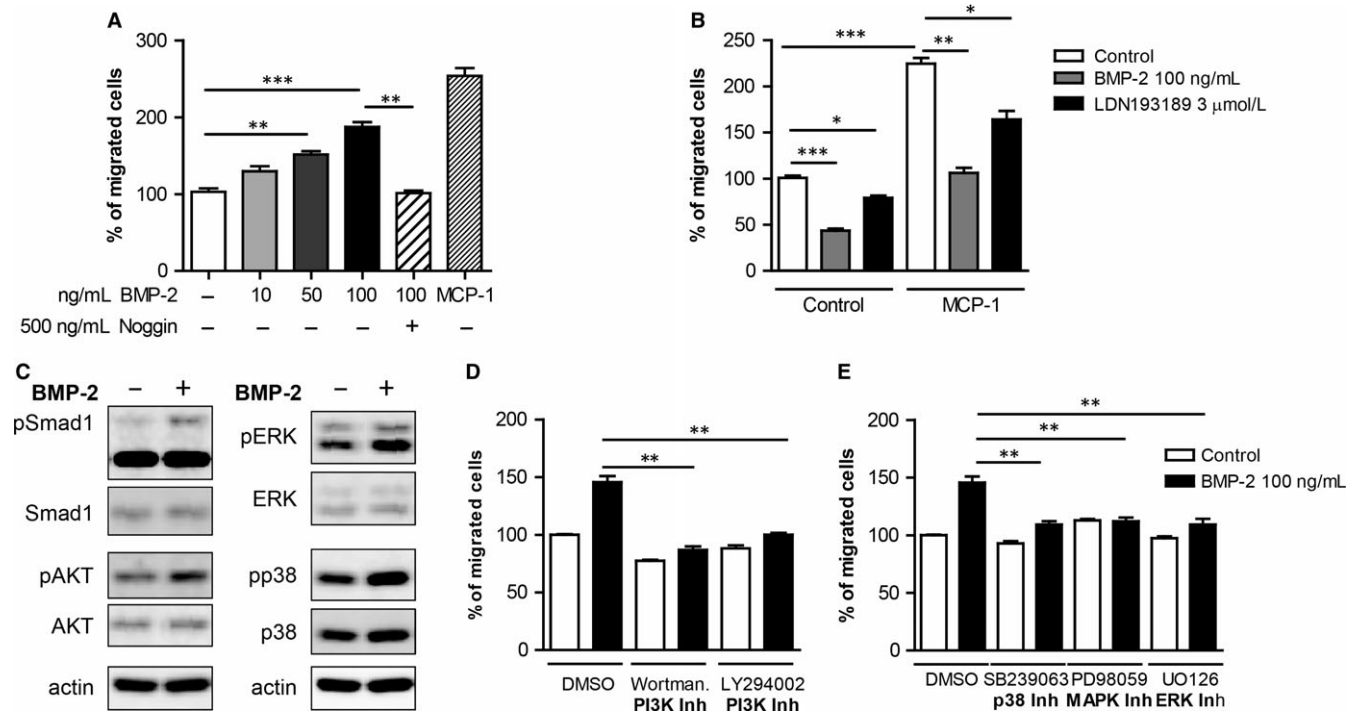 A
% of migrated cells
300
200
100
0
***
**
**
ng/mL BMP-2 – 10 50 100 100 MCP-1
500 ng/mL Noggin – – – – + –
B
% of migrated cells
250
200
150
100
50
0
***
*
**
*
***
Control
BMP-2 100 ng/mL
LDN193189 3 µmol/L
Control MCP-1
C
BMP-2 – +
pSmad1
Smad1
pAKT
AKT
actin
BMP-2 – +
pERK
ERK
pp38
p38
actin
D
% of migrated cells
200
150
100
50
0
**
**
DMSO Wortman. LY294002
PI3K Inh PI3K Inh
E
% of migrated cells
200
150
100
50
0
**
**
**
Control
BMP-2 100 ng/mL
DMSO SB239063 PD98059 UO126
p38 Inh MAPK Inh ERK Inh